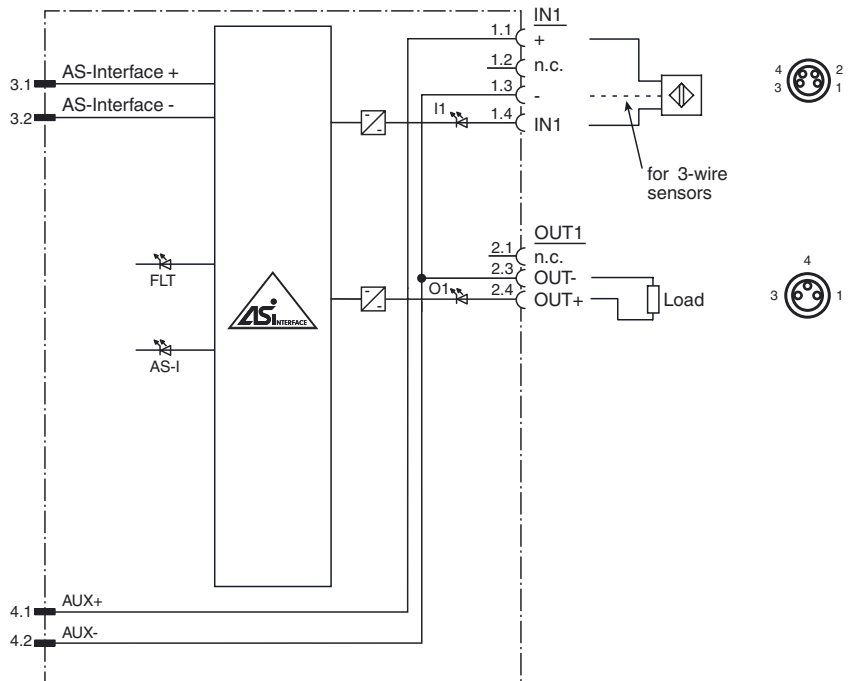 IN1
1.1
+
1.2
n.c.
1.3
-
I1
1.4
IN1
for 3-wire
sensors
4
2
3
1
3.1
AS-Interface +
3.2
AS-Interface -
FLT
AS-I
ASi INTERFACE
OUT1
2.1
n.c.
2.3
OUT-
O1
2.4
OUT+
Load
4
3
1
4.1
AUX+
4.2
AUX-